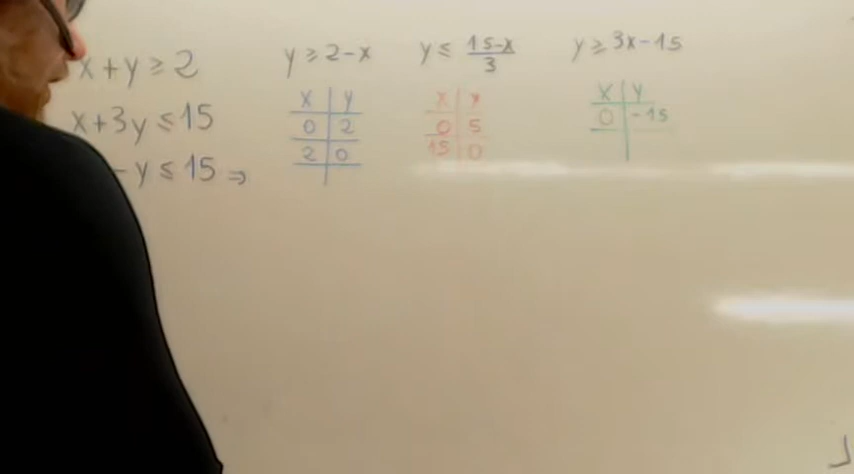 x+y≥2
x+3y≤15
-y≤15 ⇒
y≥2-x
x | y
0 | 2
2 | 0
y≤ (15-x)/3
x | y
0 | 5
15 | 0
y≥3x-15
x | y
0 | -15